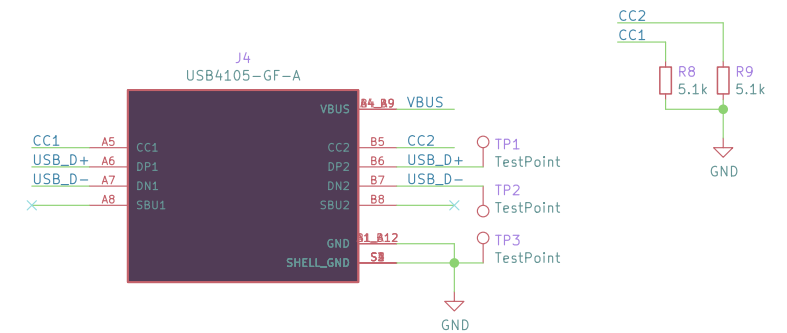 CC2
CC1
R8
5.1k
R9
5.1k
GND
J4
USB4105-GF-A
VBUS
VBUS
CC1
A5
CC1
CC2
B5
CC2
USB_D+
A6
DP1
DP2
B6
USB_D+
USB_D-
A7
DN1
DN2
B7
USB_D-
A8
SBU1
SBU2
B8
TP1
TestPoint
TP2
TestPoint
GND
SHELL_GND
TP3
TestPoint
GND